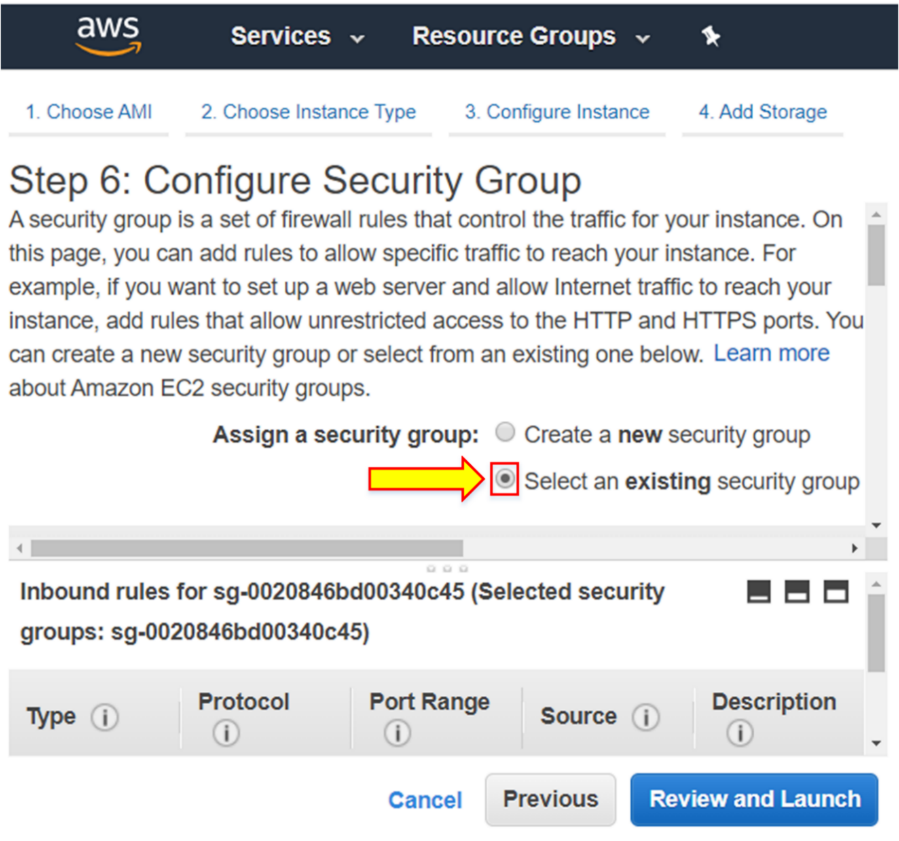 aws Services Resource Groups
1. Choose AMI 2. Choose Instance Type 3. Configure Instance 4. Add Storage
Step 6: Configure Security Group
A security group is a set of firewall rules that control the traffic for your instance. On
this page, you can add rules to allow specific traffic to reach your instance. For
example, if you want to set up a web server and allow Internet traffic to reach your
instance, add rules that allow unrestricted access to the HTTP and HTTPS ports. You
can create a new security group or select from an existing one below. Learn more
about Amazon EC2 security groups.
Assign a security group: Create a new security group
Select an existing security group
Inbound rules for sg-0020846bd00340c45 (Selected security
groups: sg-0020846bd00340c45)
Type i Protocol i Port Range i Source i Description i
Cancel Previous Review and Launch